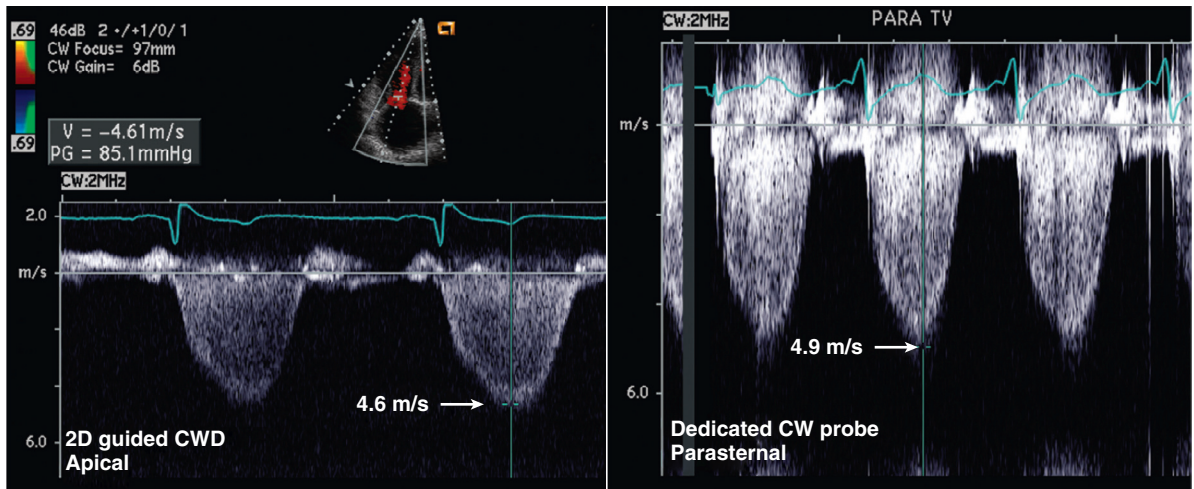 .69
46dB 2 +/+1/0/ 1
CW Focus= 97mm
CW Gain= 6dB
.69
V = -4.61m/s
PG = 85.1mmHg
CW:2MHz
2.0
m/s
4.6 m/s
6.0
2D guided CWD
Apical
CW:2MHz
PARA TV
m/s
4.9 m/s
6.0
Dedicated CW probe
Parasternal